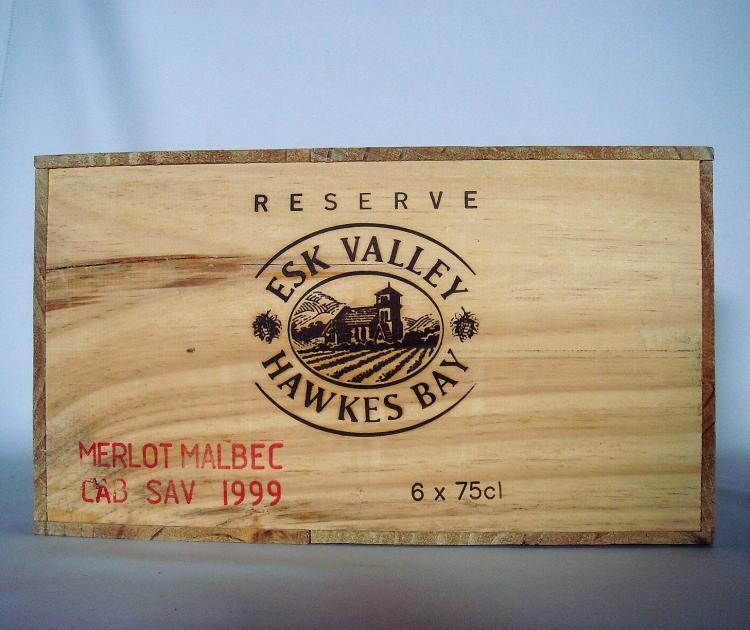 RESERVE
ESK VALLEY
HAWKES BAY
MERLOT MALBEC
CAB SAV 1999
6 x 75cl